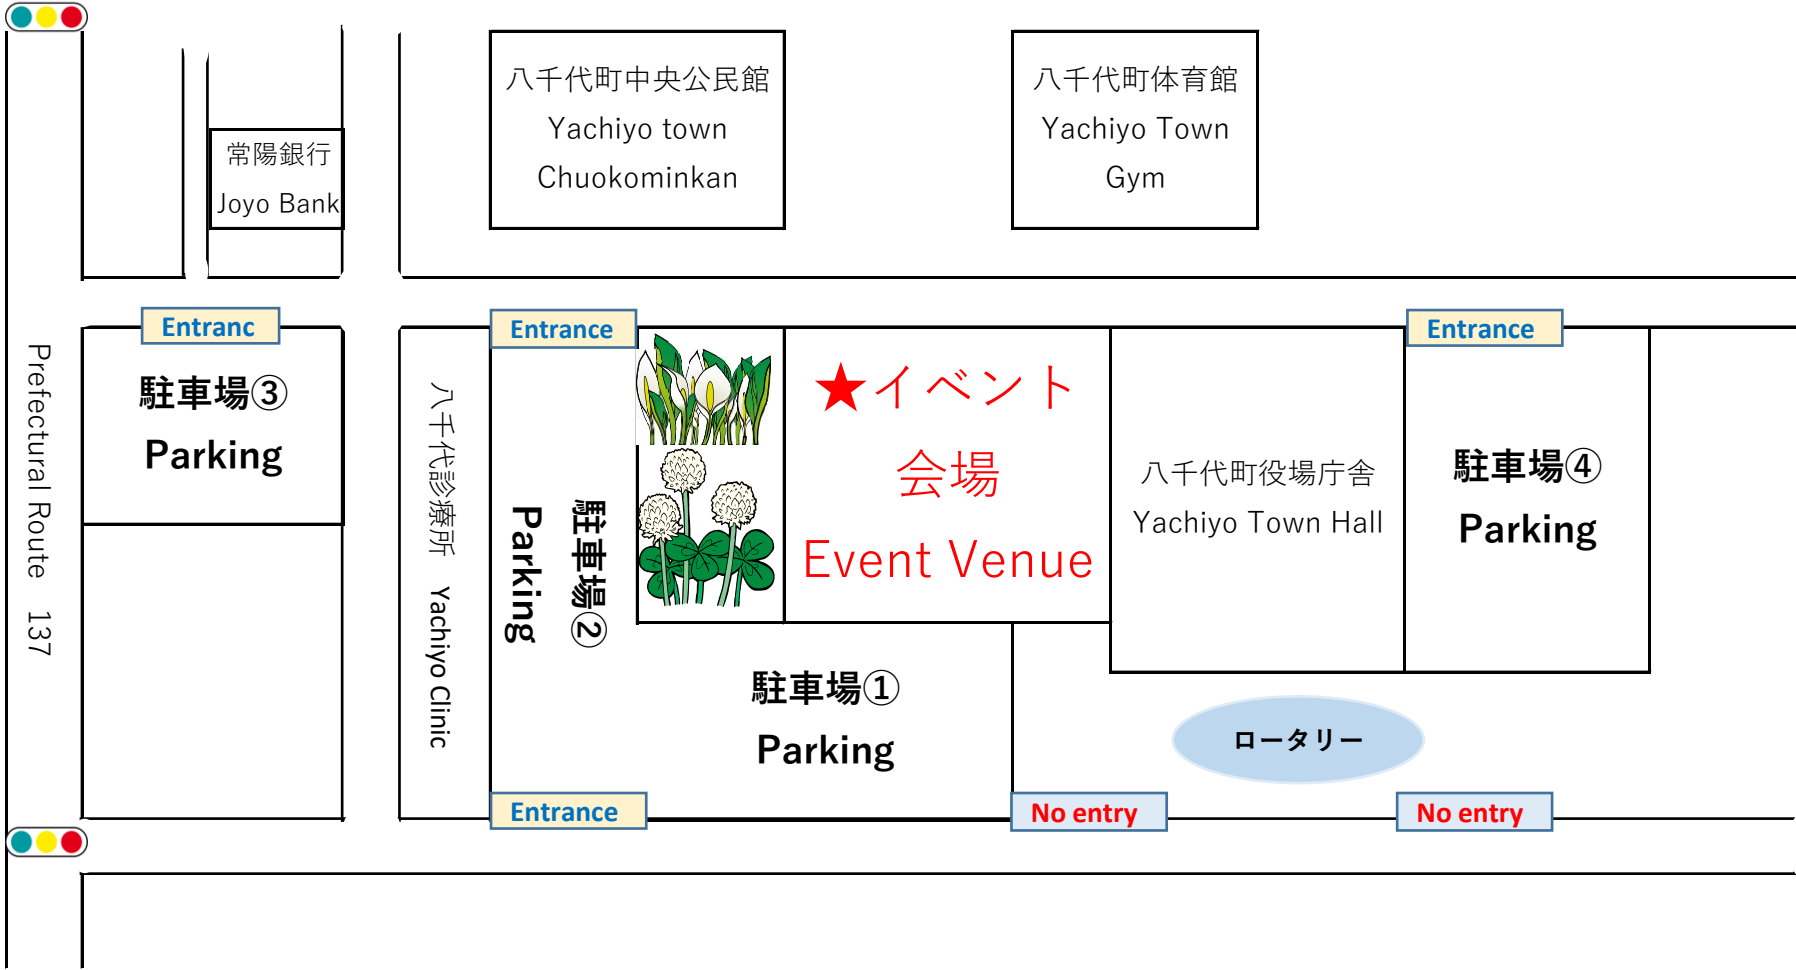 八千代町中央公民館
Yachiyo town
Chuokominkan
八千代町体育館
Yachiyo Town
Gym
常陽銀行
Joyo Bank
Entranc
Entrance
Entrance
Prefectural Route 137
駐車場③
Parking
八千代診療所 Yachiyo Clinic
駐車場②
Parking
★イベント
会場
Event Venue
八千代町役場庁舎
Yachiyo Town Hall
駐車場④
Parking
駐車場①
Parking
ロータリー
Entrance
No entry
No entry